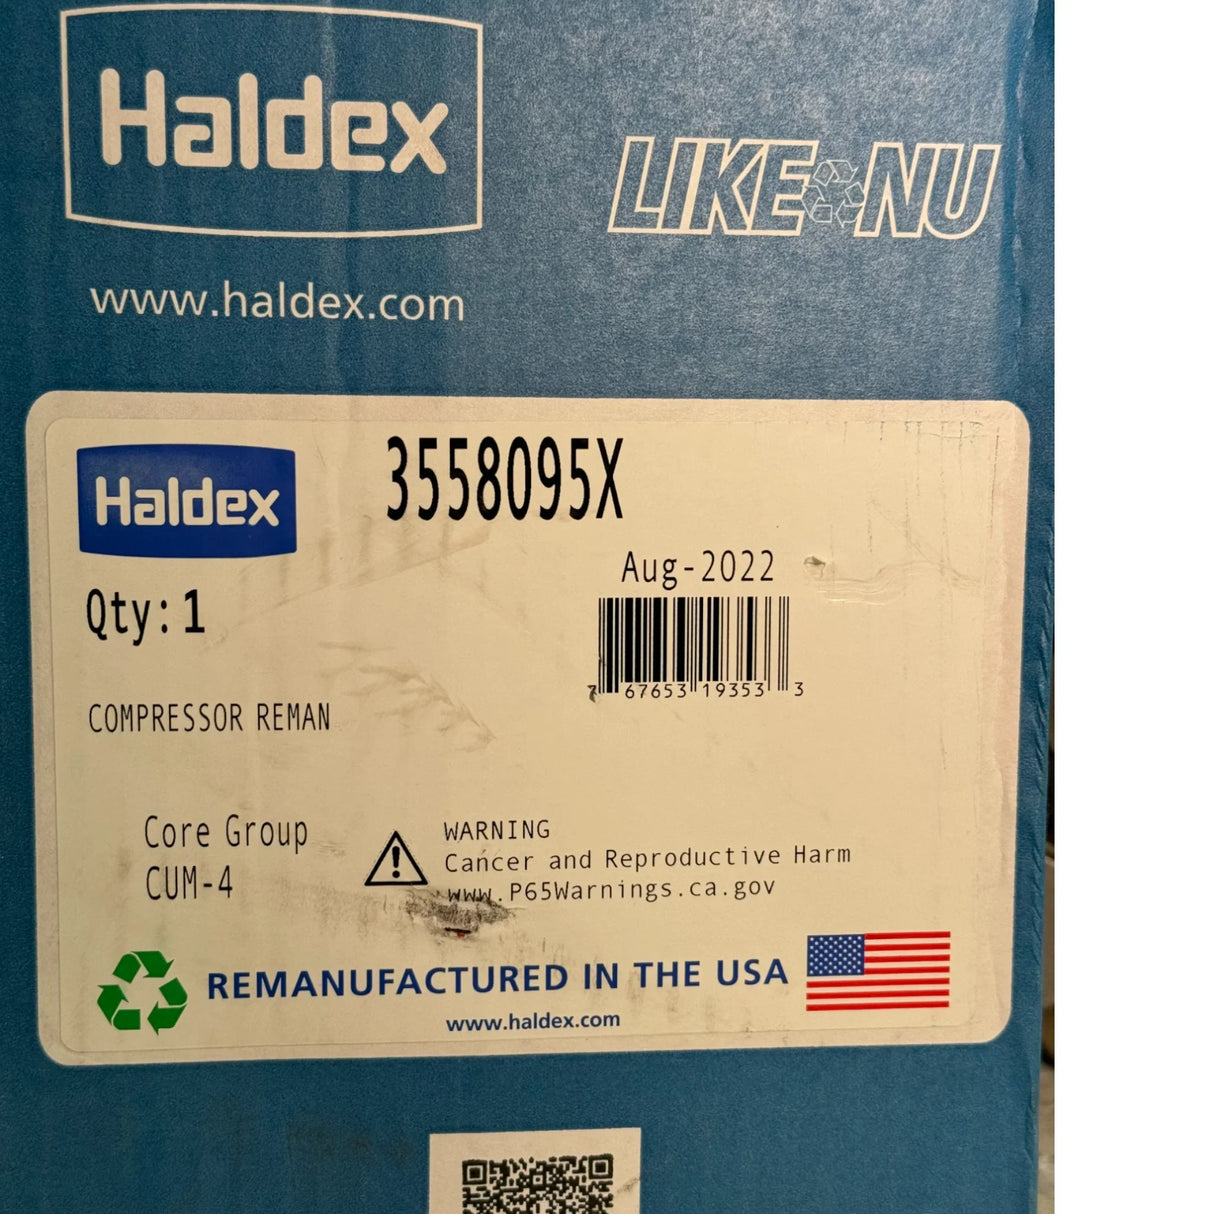 Haldex
LIKE NU
www.haldex.com
Haldex
3558095X
Aug-2022
Qty: 1
7 67653 19353 3
COMPRESSOR REMAN
Core Group
CUM-4
WARNING
Cancer and Reproductive Harm
www.P65Warnings.ca.gov
REMANUFACTURED IN THE USA
www.haldex.com